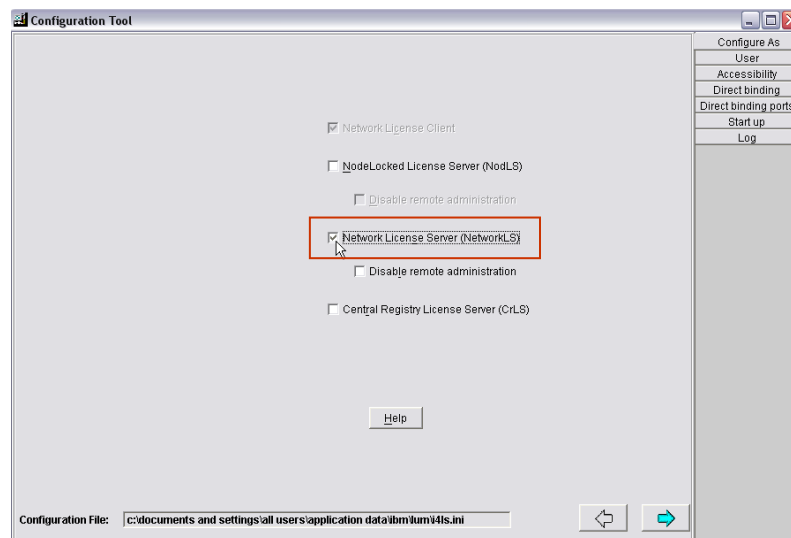 Configuration Tool
Configure As
User
Accessibility
Direct binding
Direct binding ports
Start up
Log
Network License Client
NodeLocked License Server (NodLS)
Disable remote administration
Network License Server (NetworkLS)
Disable remote administration
Central Registry License Server (CrLS)
Help
Configuration File: c:\documents and settings\all users\application data\ibm\lum\i4ls.ini